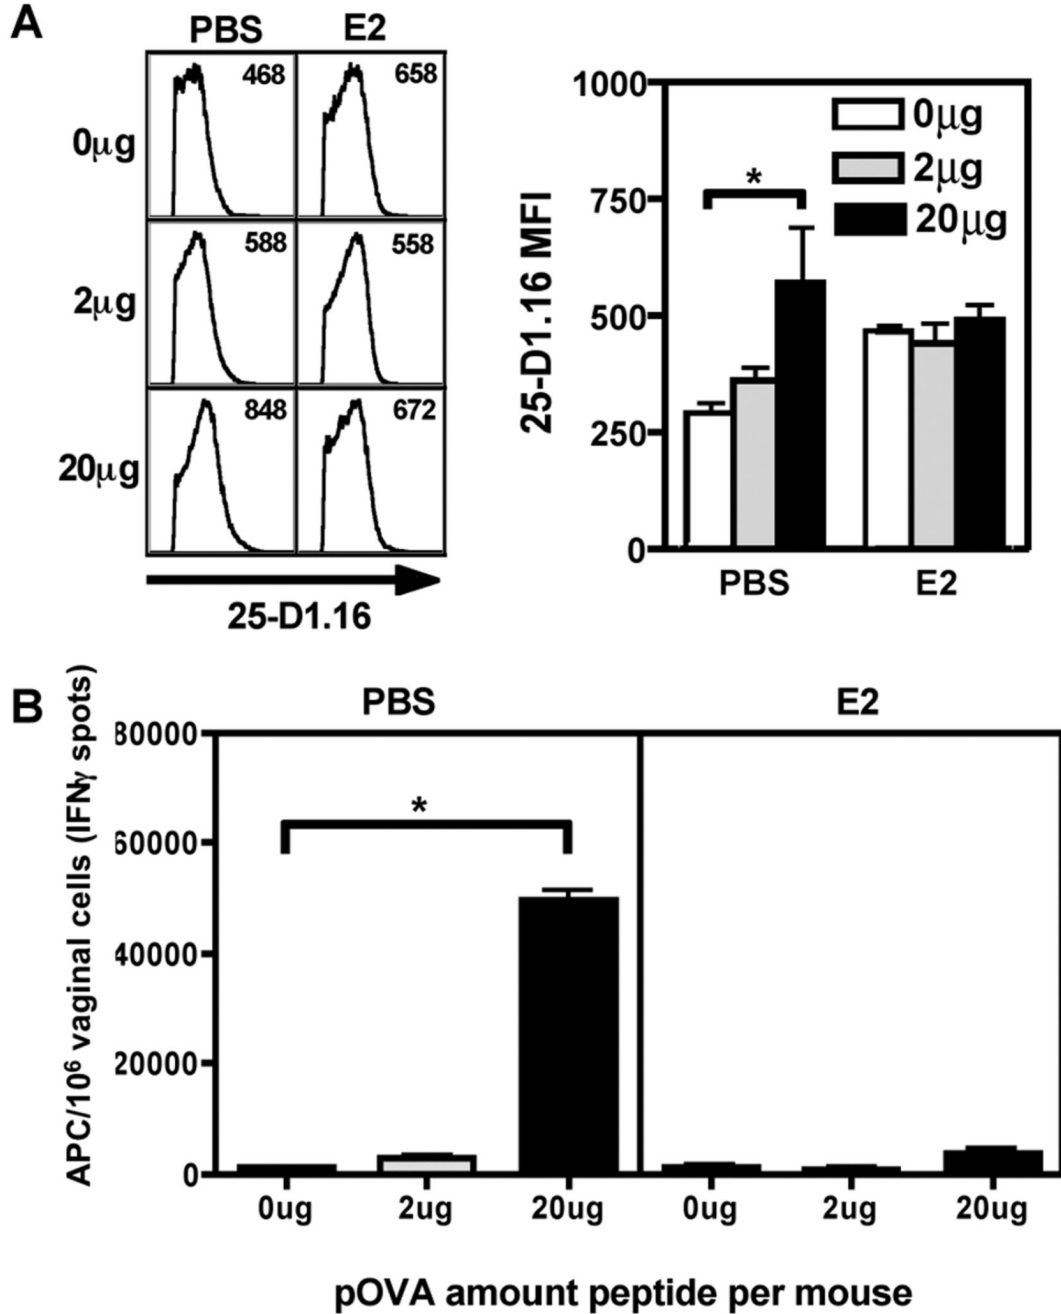 A
PBS E2
0μg 468 658
2μg 588 558
20μg 848 672
25-D1.16
25-D1.16 MFI
1000
750
500
250
0
*
0μg
2μg
20μg
PBS E2
B
PBS E2
APC/10⁶ vaginal cells (IFNγ spots)
80000
60000
40000
20000
0
*
0ug 2ug 20ug 0ug 2ug 20ug
pOVA amount peptide per mouse